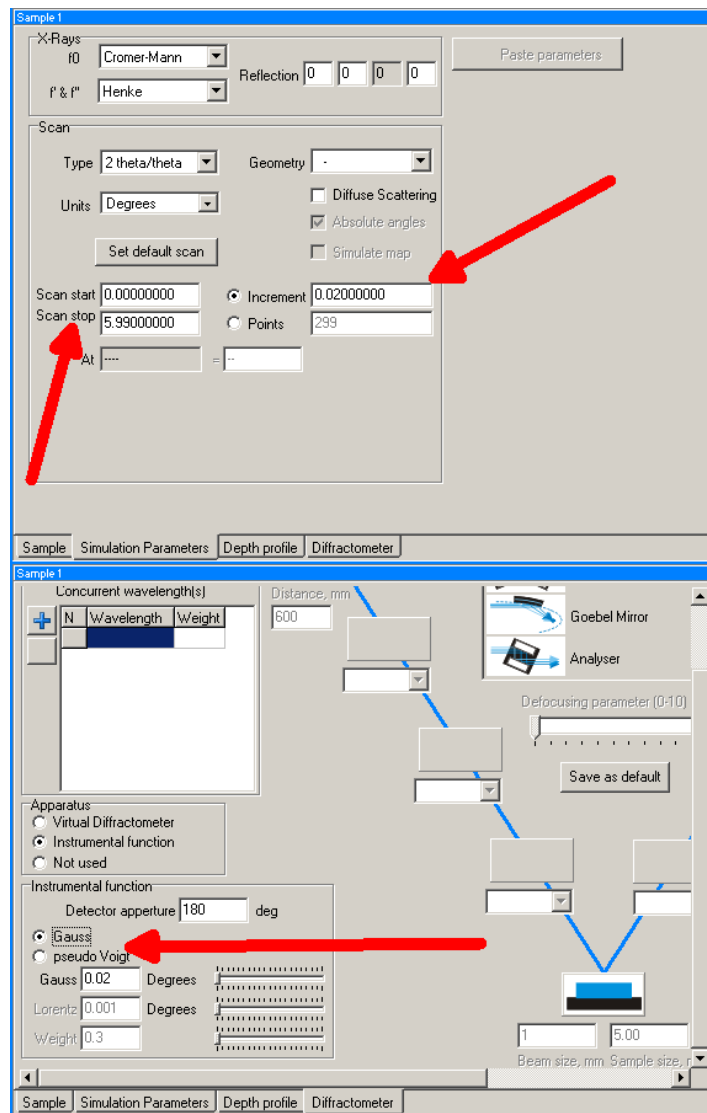 Sample 1
X-Rays
f0 Cromer-Mann
f' & f'' Henke
Reflection 0 0 0 0
Paste parameters
Scan
Type 2 theta/theta Geometry -
Units Degrees
Diffuse Scattering
Absolute angles
Set default scan Simulate map
Scan start 0.00000000 Increment 0.02000000
Scan stop 5.99000000 Points 299
At ---- = --
Sample Simulation Parameters Depth profile Diffractometer
Sample 1
Concurrent wavelength(s) Distance, mm
N Wavelength Weight 600
Goebel Mirror
Analyser
Defocusing parameter (0-10)
Save as default
Apparatus
Virtual Diffractometer
Instrumental function
Not used
Instrumental function
Detector apperture 180 deg
Gauss
pseudo Voigt
Gauss 0.02 Degrees
Lorentz 0.001 Degrees
Weight 0.3
1 5.00
Beam size, mm Sample size, r
Sample Simulation Parameters Depth profile Diffractometer